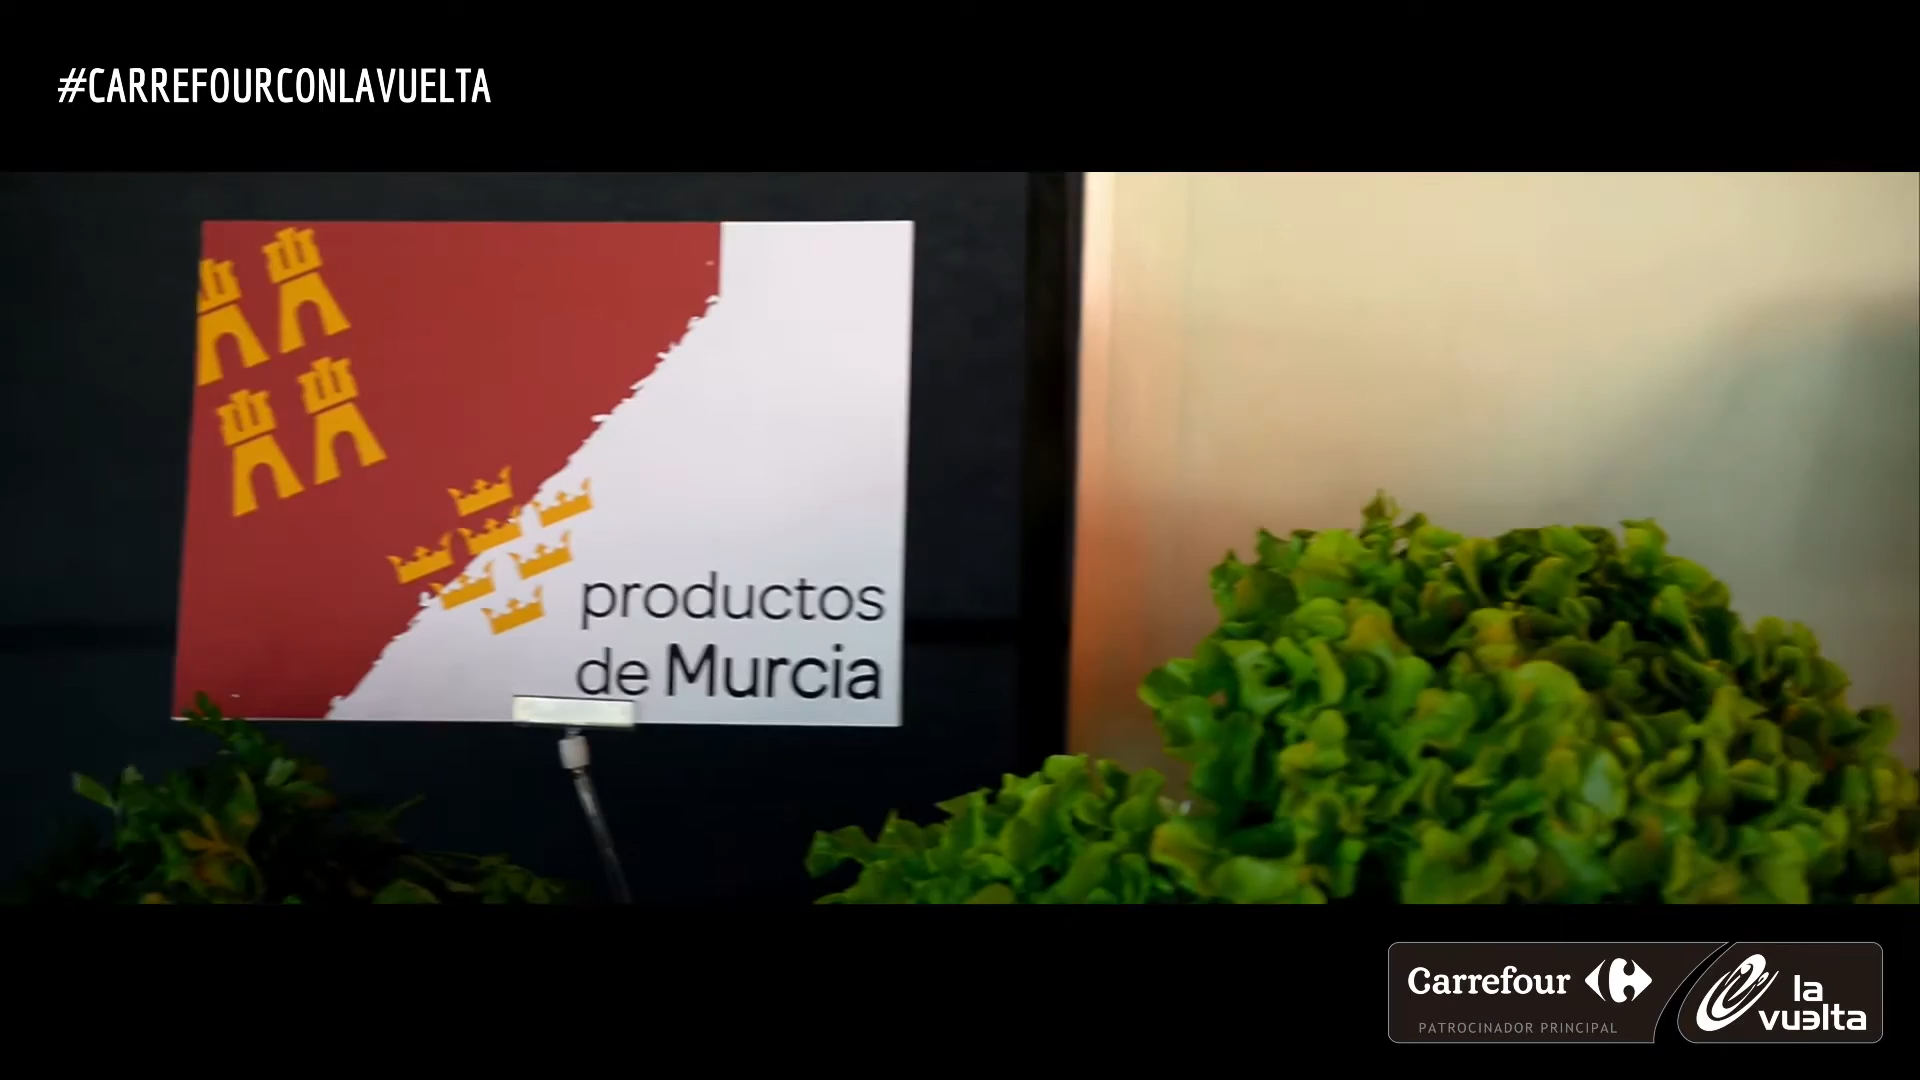 #CARREFOURCONLAVUELTA
productos
de Murcia
Carrefour
PATROCINADOR PRINCIPAL
la
vuelta